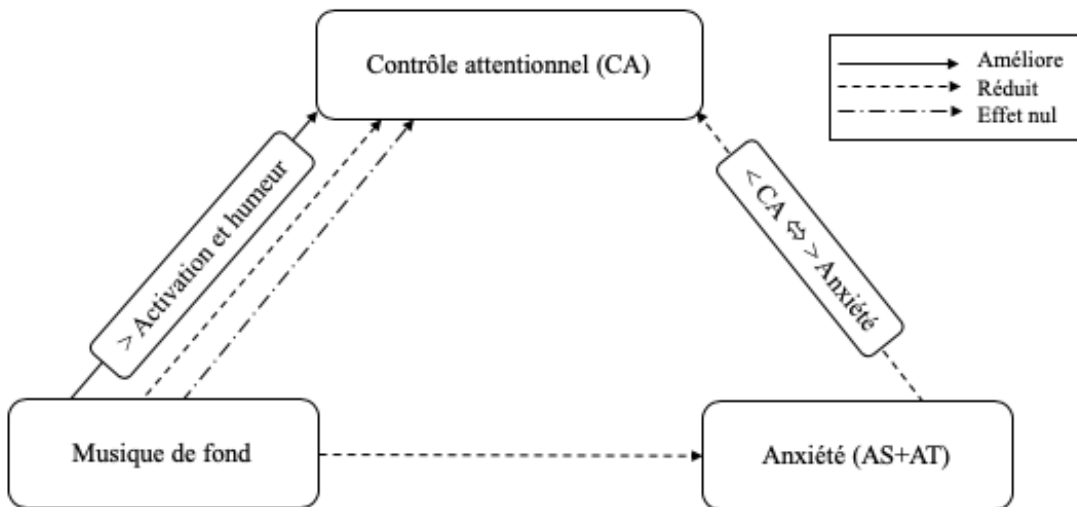 Contrôle attentionnel (CA)
Améliore
Réduit
Effet nul
> Activation et humeur
< CA ⇔ > Anxiété
Musique de fond
Anxiété (AS+AT)